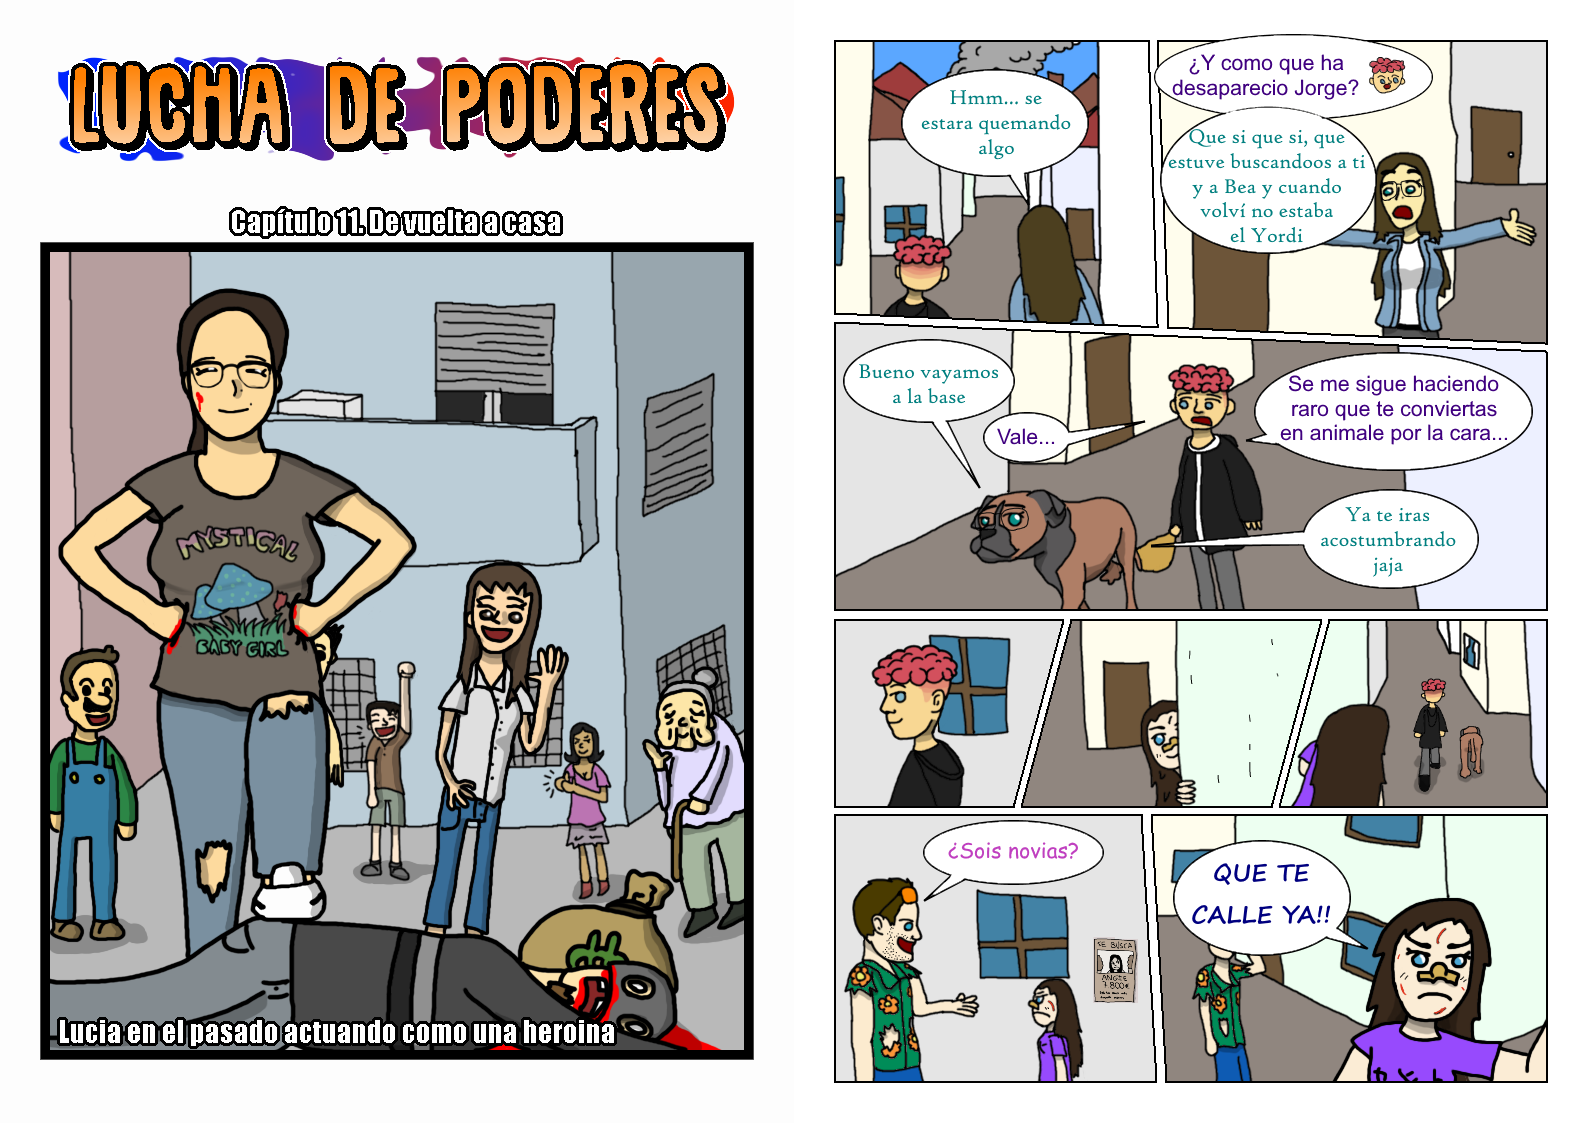 LUCHA DE PODERES
Capítulo 11. De vuelta a casa
MYSTICAL
BABY GIRL
Lucia en el pasado actuando como una heroina
Hmm... se
estara quemando
algo
¿Y como que ha
desaparecio Jorge?
Que si que si, que
estuve buscandoos a ti
y a Bea y cuando
volví no estaba
el Yordi
Bueno vayamos
a la base
Vale...
Se me sigue haciendo
raro que te conviertas
en animale por la cara...
Ya te iras
acostumbrando
jaja
¿Sois novias?
SE BUSCA
ANGIE
7.800€
QUE TE
CALLE YA!!